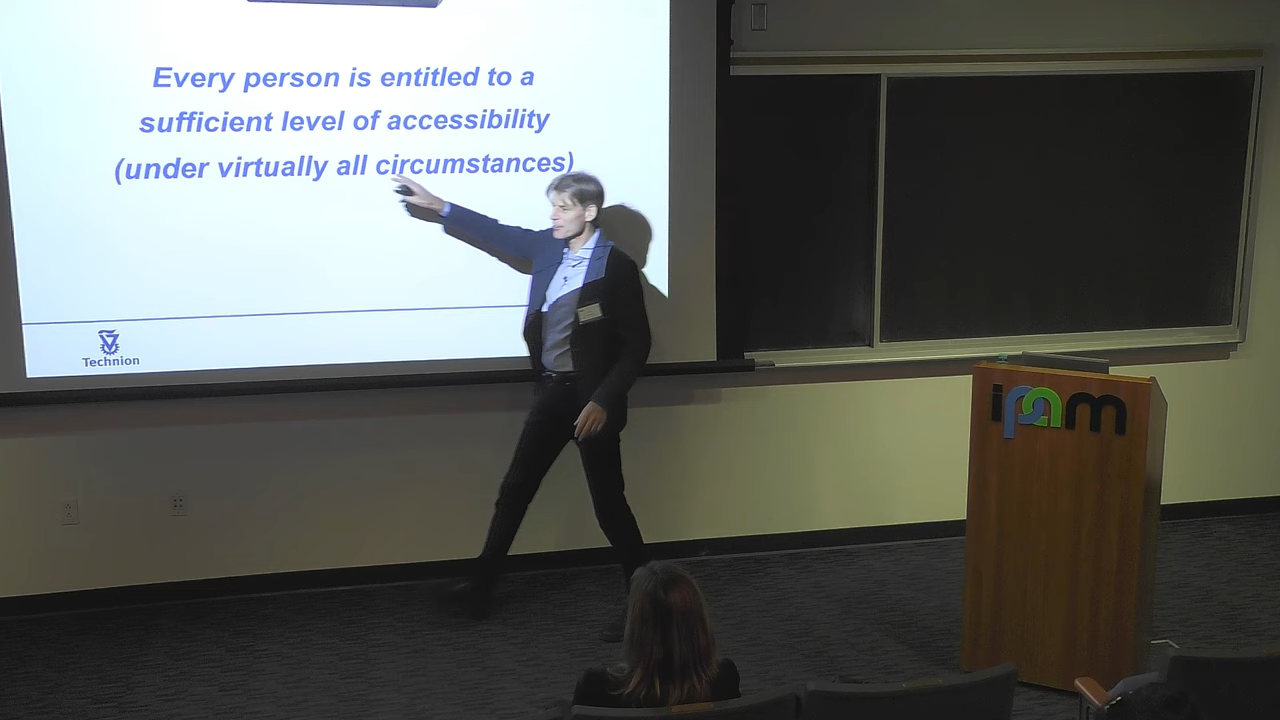 Every person is entitled to a
sufficient level of accessibility
(under virtually all circumstances)
Technion
ipam